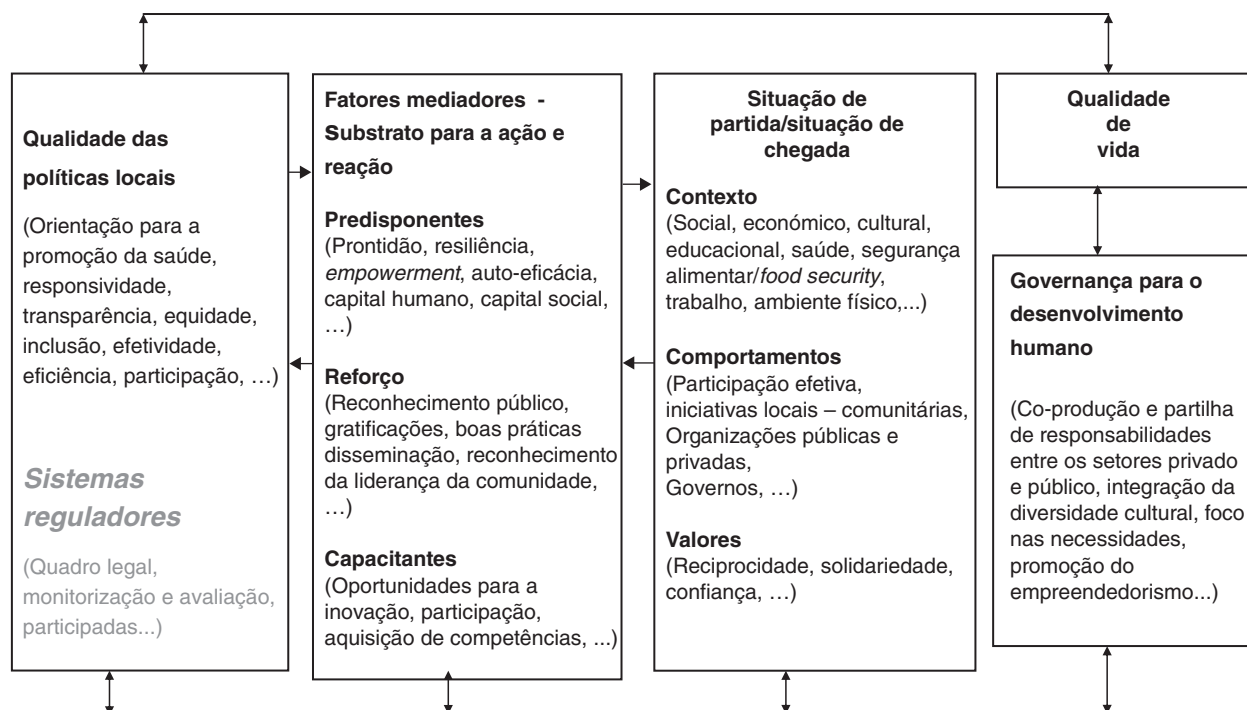 Qualidade das
políticas locais
(Orientação para a
promoção da saúde,
responsividade,
transparência, equidade,
inclusão, efetividade,
eficiência, participação, …)
Sistemas
reguladores
(Quadro legal,
monitorização e avaliação,
participadas...)
Fatores mediadores -
Substrato para a ação e
reação
Predisponentes
(Prontidão, resiliência,
empowerment, auto-eficácia,
capital humano, capital social,
…)
Reforço
(Reconhecimento público,
gratificações, boas práticas
disseminação, reconhecimento
da liderança da comunidade,
…)
Capacitantes
(Oportunidades para a
inovação, participação,
aquisição de competências, ...)
Situação de
partida/situação de
chegada
Contexto
(Social, económico, cultural,
educacional, saúde, segurança
alimentar/food security,
trabalho, ambiente físico,...)
Comportamentos
(Participação efetiva,
iniciativas locais – comunitárias,
Organizações públicas e
privadas,
Governos, …)
Valores
(Reciprocidade, solidariedade,
confiança, …)
Qualidade
de
vida
Governança para o
desenvolvimento
humano
(Co-produção e partilha
de responsabilidades
entre os setores privado
e público, integração da
diversidade cultural, foco
nas necessidades,
promoção do
empreendedorismo...)